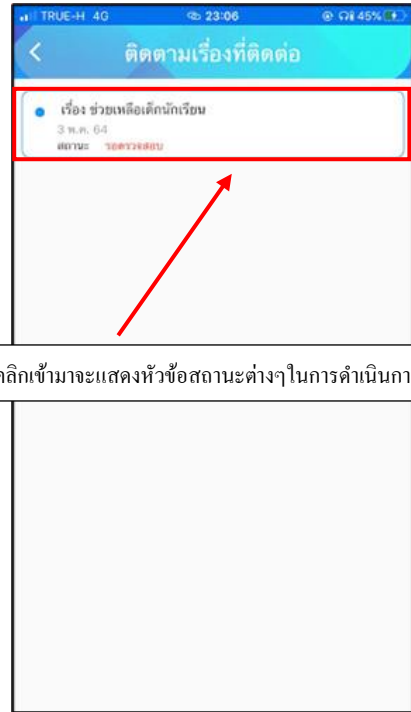 TRUE-H 4G 23:06 45%
ติดตามเรื่องที่ติดต่อ
เรื่อง ช่วยเหลือเด็กนักเรียน
3 พ.ค. 64
สถานะ รอตรวจสอบ
คลิกเข้ามาจะแสดงหัวข้อสถานะต่างๆในการดำเนินกา